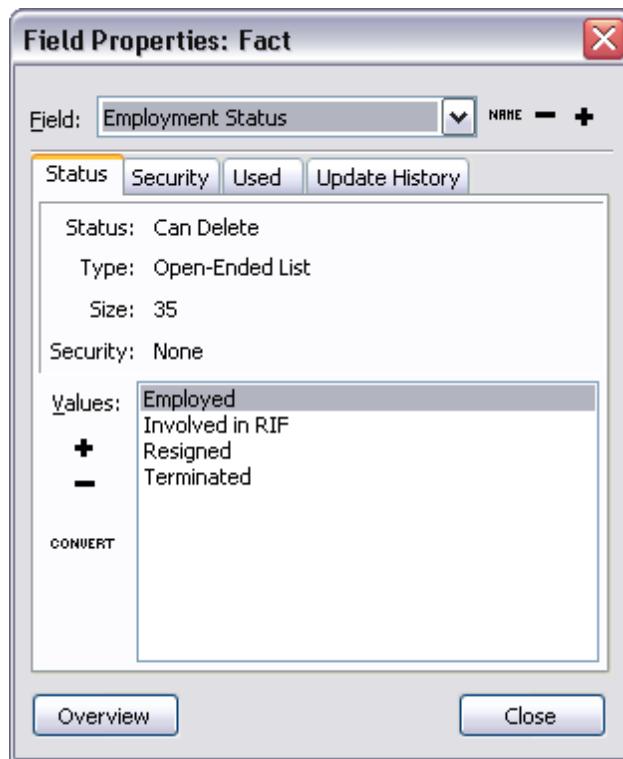 Field Properties: Fact
Field: Employment Status NAME
Status Security Used Update History
Status: Can Delete
Type: Open-Ended List
Size: 35
Security: None
Values: Employed
Involved in RIF
Resigned
Terminated
CONVERT
Overview Close